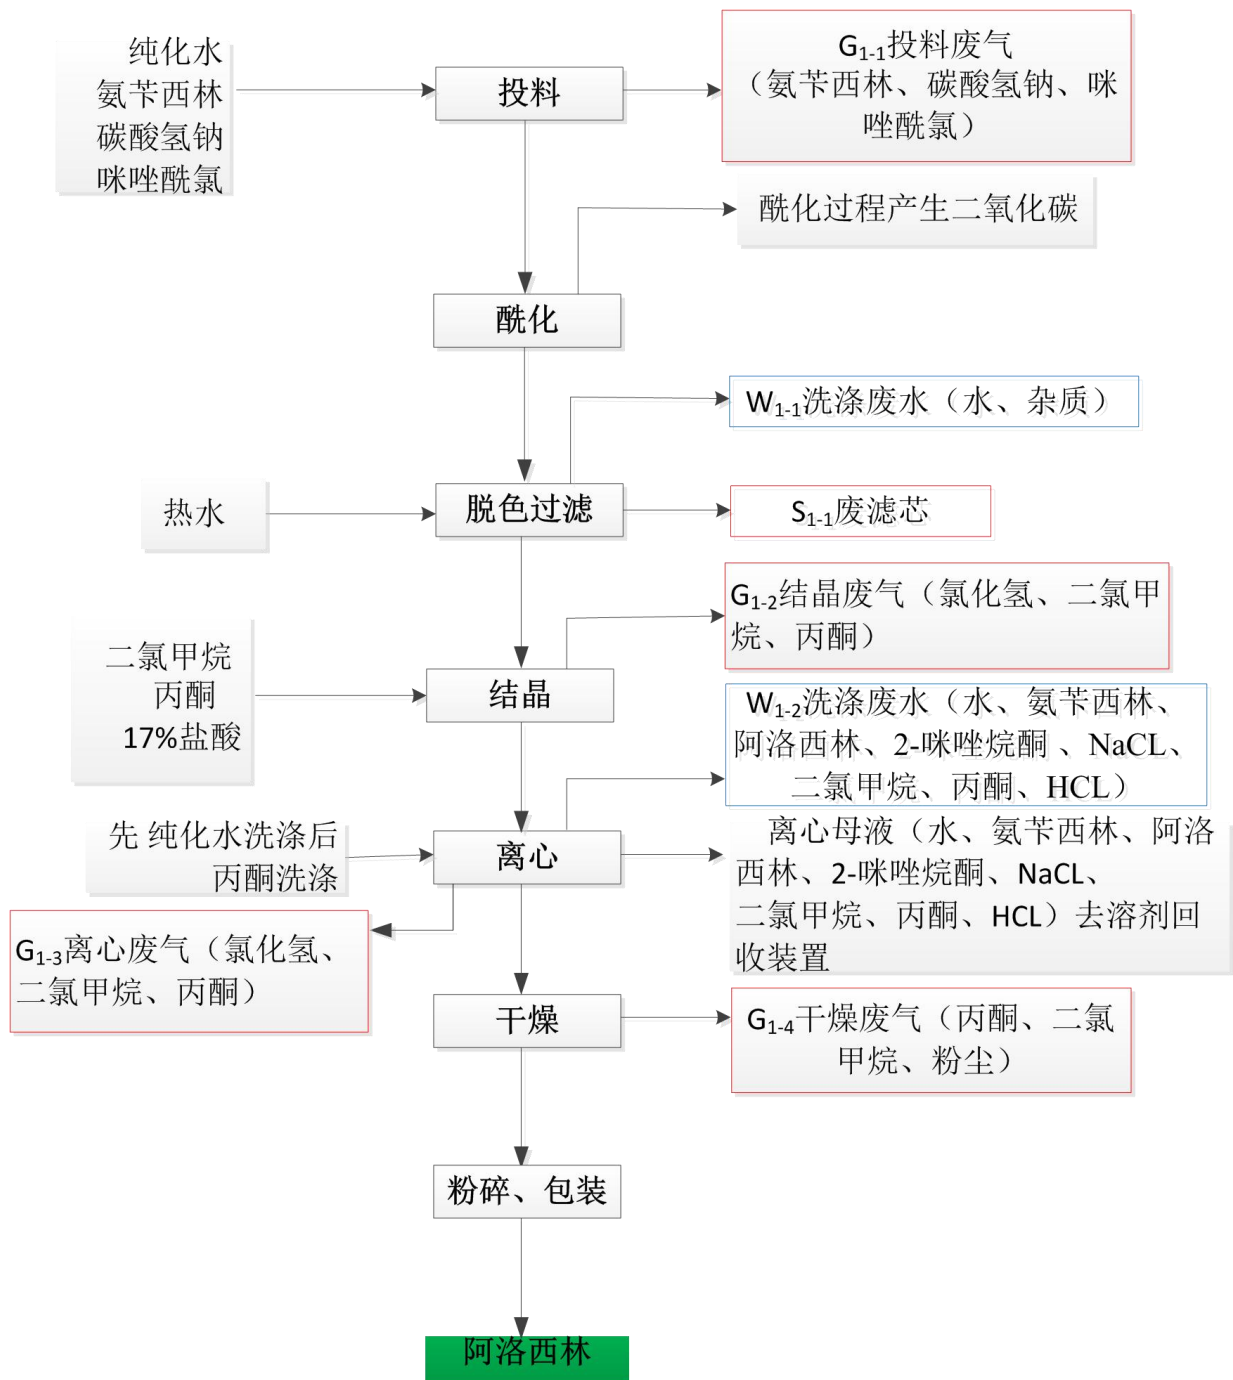 纯化水
氨苄西林
碳酸氢钠
咪唑酰氯
投料
G1-1投料废气
（氨苄西林、碳酸氢钠、咪
唑酰氯）
酰化过程产生二氧化碳
酰化
W1-1洗涤废水（水、杂质）
热水
脱色过滤
S1-1废滤芯
G1-2结晶废气（氯化氢、二氯甲
烷、丙酮）
二氯甲烷
丙酮
17%盐酸
结晶
W1-2洗涤废水（水、氨苄西林、
阿洛西林、2-咪唑烷酮 、NaCL、
二氯甲烷、丙酮、HCL）
先 纯化水洗涤后
丙酮洗涤
离心
离心母液（水、氨苄西林、阿洛
西林、2-咪唑烷酮、NaCL、
二氯甲烷、丙酮、HCL）去溶剂回
收装置
G1-3离心废气（氯化氢、
二氯甲烷、丙酮）
干燥
G1-4干燥废气（丙酮、二氯
甲烷、粉尘）
粉碎、包装
阿洛西林